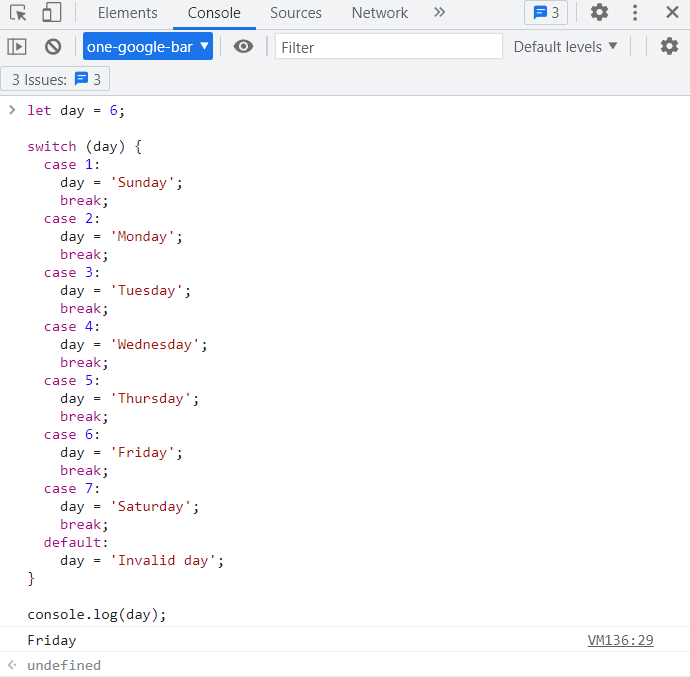 Elements Console Sources Network 3
one-google-bar Filter Default levels
3 Issues: 3
let day = 6;
switch (day) {
case 1:
day = 'Sunday';
break;
case 2:
day = 'Monday';
break;
case 3:
day = 'Tuesday';
break;
case 4:
day = 'Wednesday';
break;
case 5:
day = 'Thursday';
break;
case 6:
day = 'Friday';
break;
case 7:
day = 'Saturday';
break;
default:
day = 'Invalid day';
}
console.log(day);
Friday VM136:29
undefined